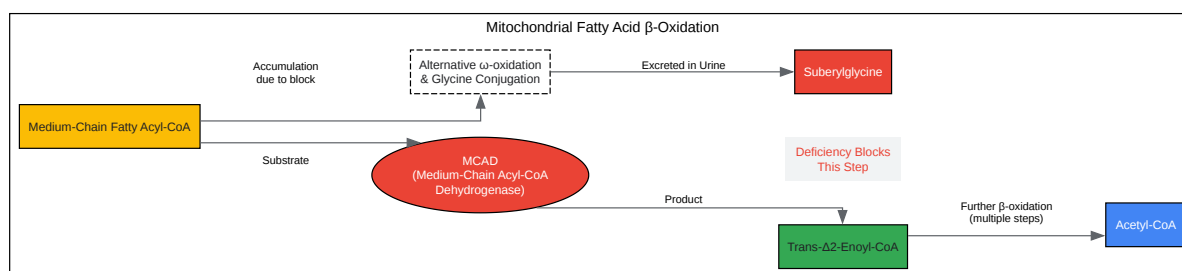 Mitochondrial Fatty Acid β-Oxidation
Accumulation
due to block
Alternative ω-oxidation
& Glycine Conjugation
Excreted in Urine
Suberylglycine
Medium-Chain Fatty Acyl-CoA
Substrate
MCAD
(Medium-Chain Acyl-CoA
Dehydrogenase)
Deficiency Blocks
This Step
Product
Trans-Δ2-Enoyl-CoA
Further β-oxidation
(multiple steps)
Acetyl-CoA